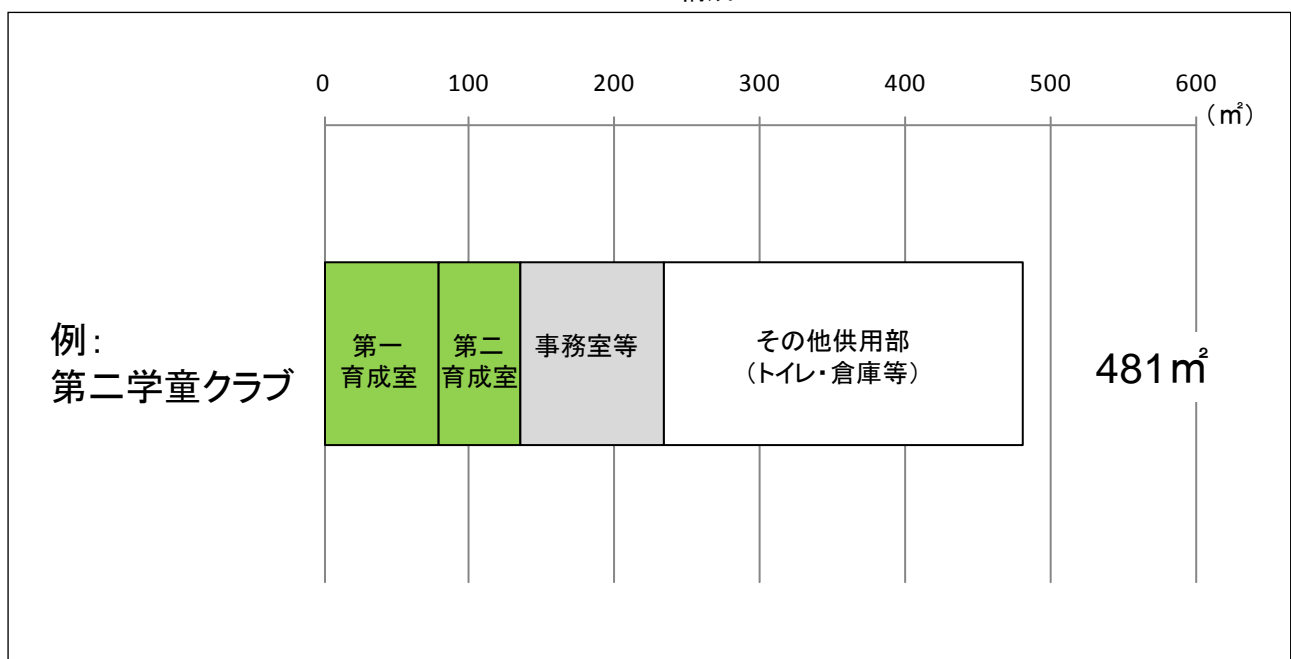 0 100 200 300 400 500 600
(㎡)
例:
第二学童クラブ
第一
育成室
第二
育成室
事務室等
その他供用部
(トイレ・倉庫等)
481㎡